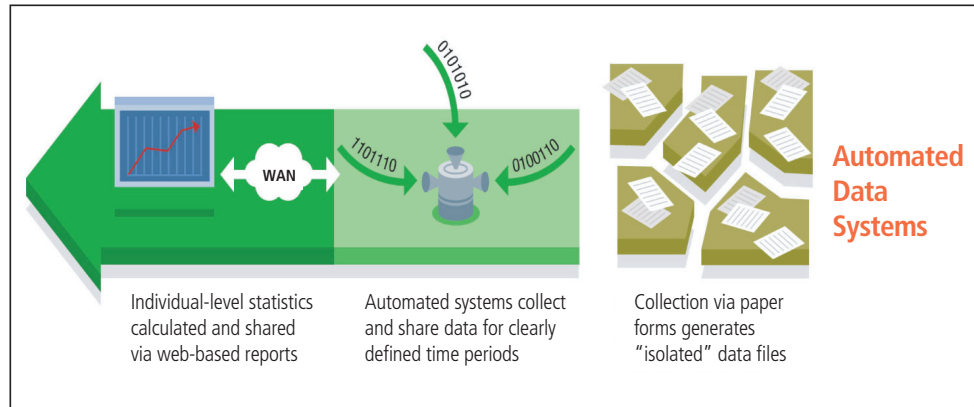 0101010
1101110
0100110
WAN
Automated
Data
Systems
Individual-level statistics
calculated and shared
via web-based reports
Automated systems collect
and share data for clearly
defined time periods
Collection via paper
forms generates
“isolated” data files